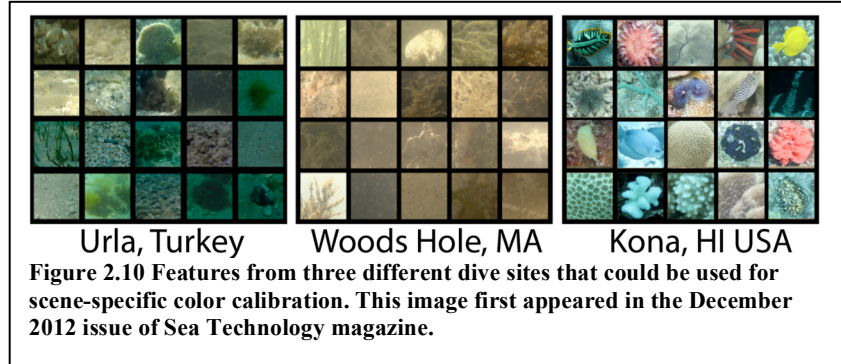 Urla, Turkey
Woods Hole, MA
Kona, HI USA
Figure 2.10 Features from three different dive sites that could be used for
scene-specific color calibration. This image first appeared in the December
2012 issue of Sea Technology magazine.